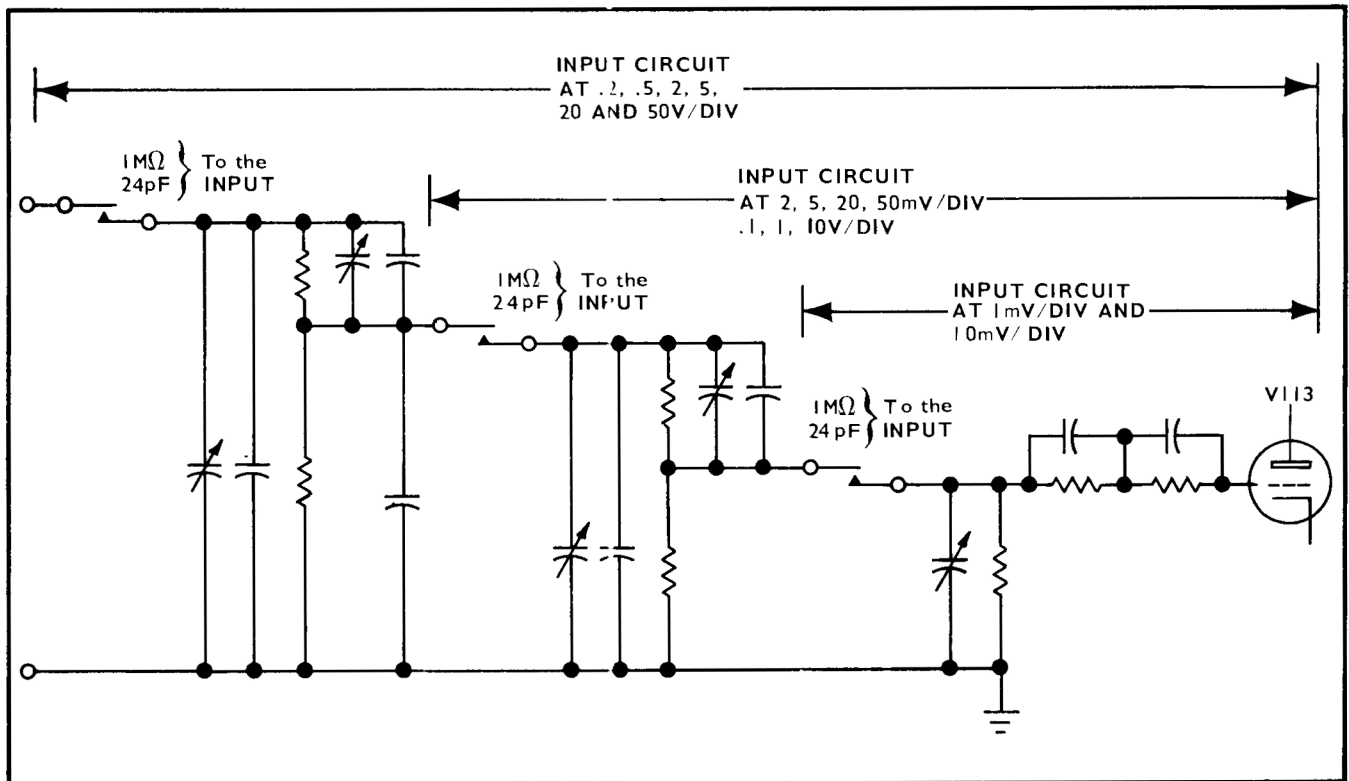 INPUT CIRCUIT
AT .2, .5, 2, 5,
20 AND 50V/DIV
1MΩ
24pF
To the
INPUT
INPUT CIRCUIT
AT 2, 5, 20, 50mV/DIV
.1, 1, 10V/DIV
1MΩ
24pF
To the
INPUT
INPUT CIRCUIT
AT 1mV/DIV AND
10mV/DIV
1MΩ
24pF
To the
INPUT
V113